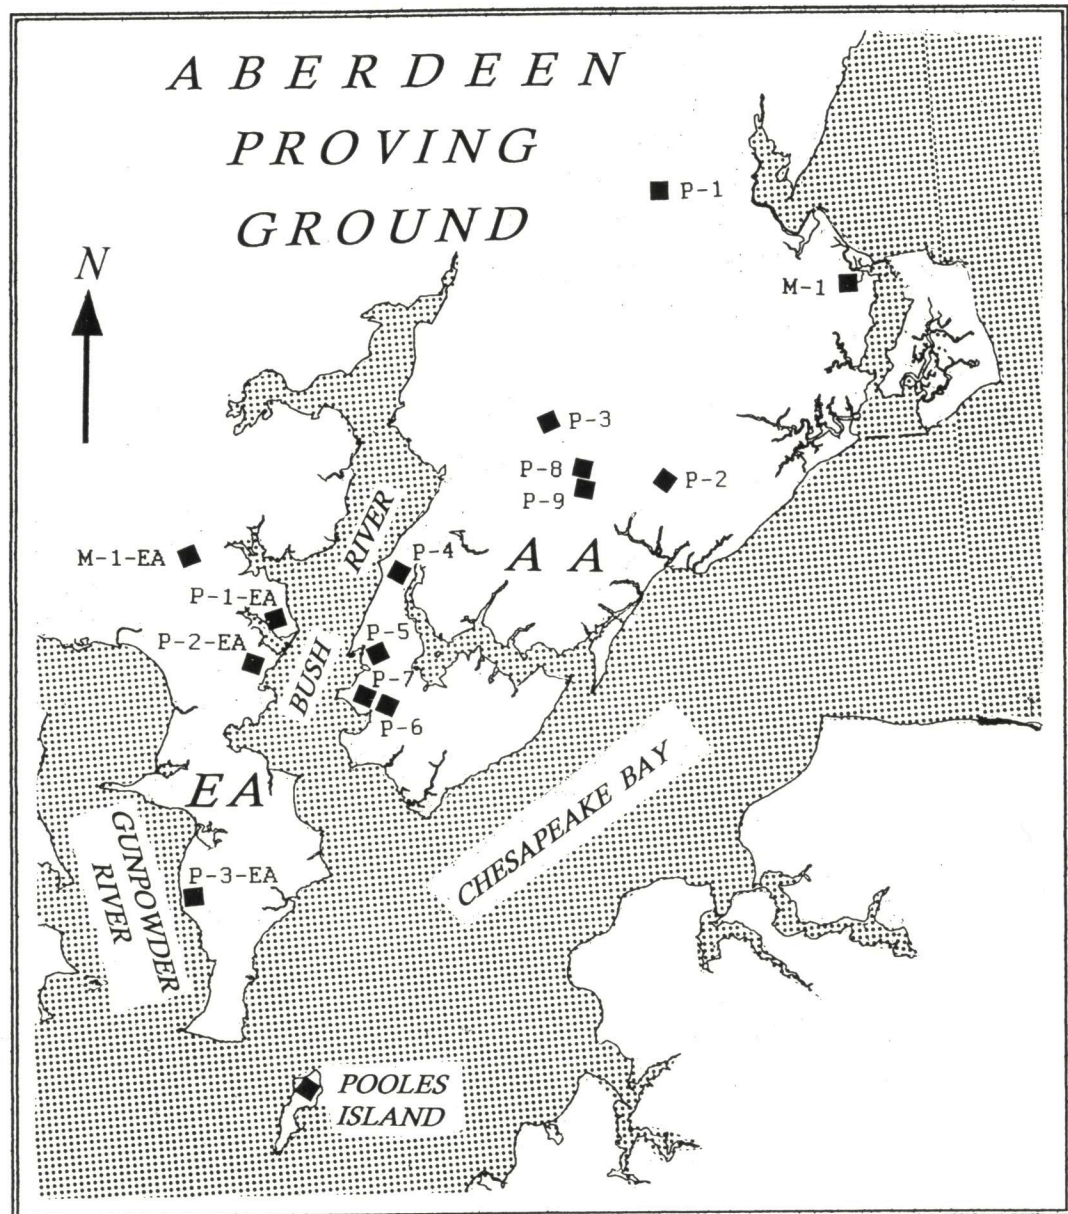 ABERDEEN
PROVING
GROUND
N
P-1
M-1
P-3
P-8
P-2
P-9
RIVER
M-1-EA
P-4
A A
P-1-EA
P-2-EA
P-5
BUSH
P-7
P-6
EA
CHESAPEAKE BAY
GUNPOWDER
RIVER
P-3-EA
POOLES
ISLAND